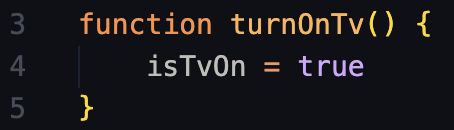 3 function turnOnTv() {
4 isTvOn = true
5 }